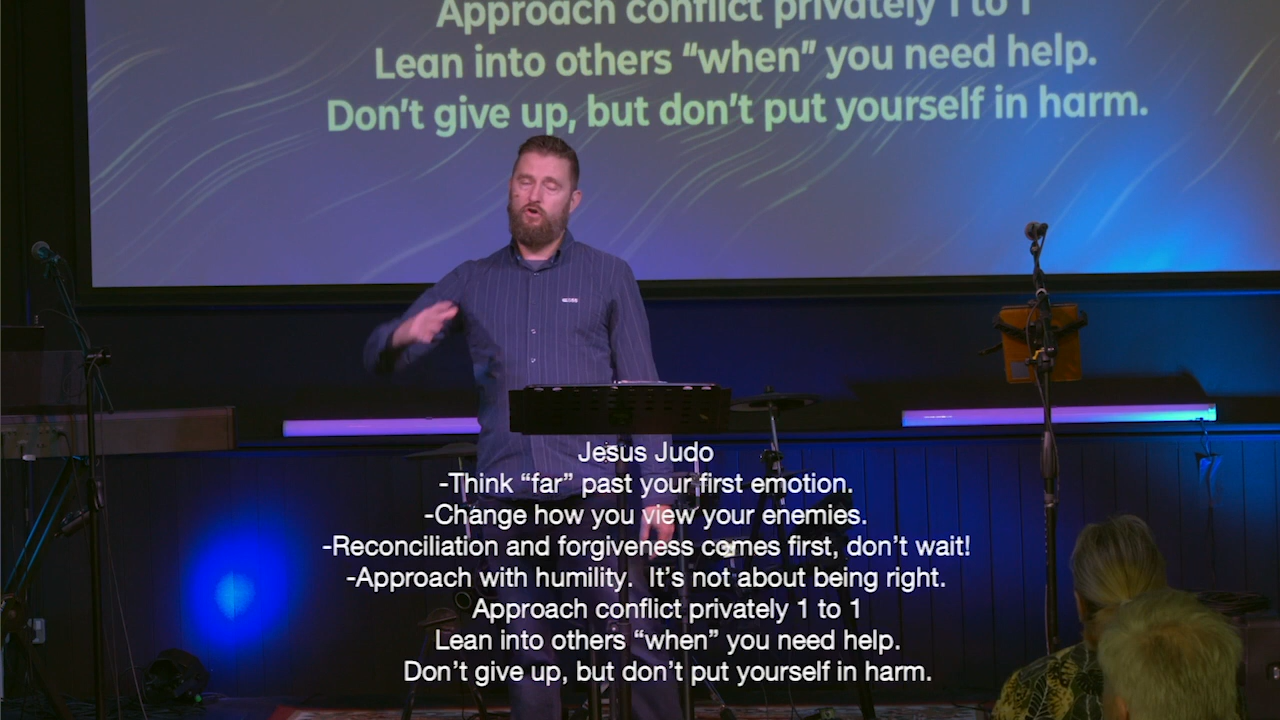 Approach conflict privately 1 to 1
Lean into others “when” you need help.
Don’t give up, but don’t put yourself in harm.
Jesus Judo
-Think “far” past your first emotion.
-Change how you view your enemies.
-Reconciliation and forgiveness comes first, don’t wait!
-Approach with humility.  It’s not about being right.
Approach conflict privately 1 to 1
Lean into others “when” you need help.
Don’t give up, but don’t put yourself in harm.